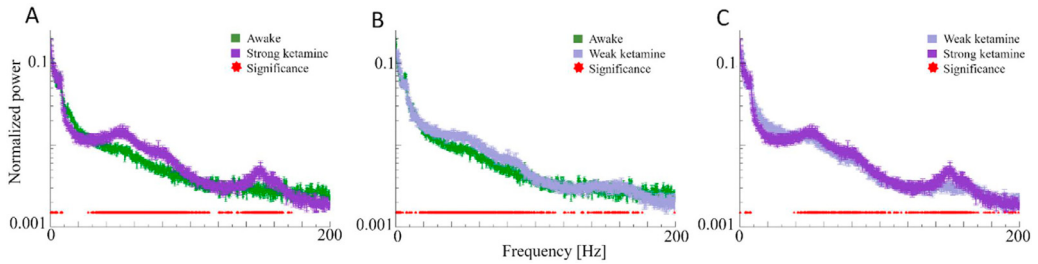 A
Awake
Strong ketamine
Significance
Normalized power
0.1
0.001
0
200
B
Awake
Weak ketamine
Significance
0.1
0.001
0
200
Frequency [Hz]
C
Weak ketamine
Strong ketamine
Significance
0.1
0.001
0
200